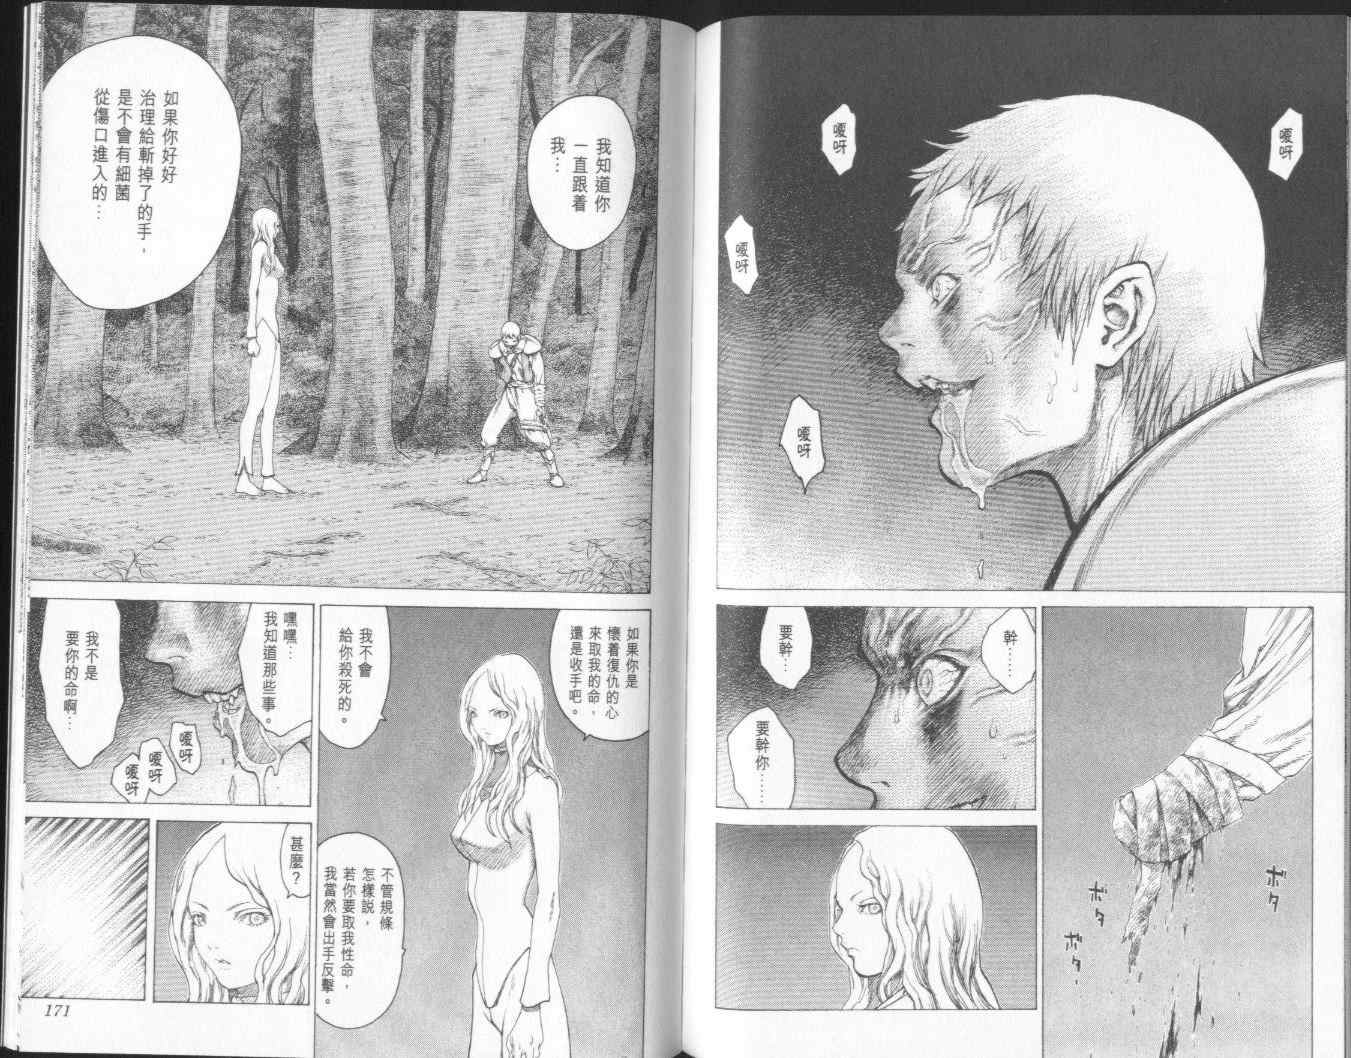 嗄呀
嗄呀
嗄呀
嗄呀
ボタ
ボタ
ボタ
幹……
要幹…
要幹你……
我知道你
一直跟着
我…
如果你好好
治理給斬掉了的手，
是不會有細菌
從傷口進入的…
如果你是
懷着復仇的心
來取我的命，
還是收手吧。
我不會
給你殺死的。
不管規條
怎樣說，
若你要取我性命，
我當然會出手反擊。
嘿嘿…
我知道那些事。
嗄呀
嗄呀
嗄呀
我不是
要你的命啊…
甚麼？
171